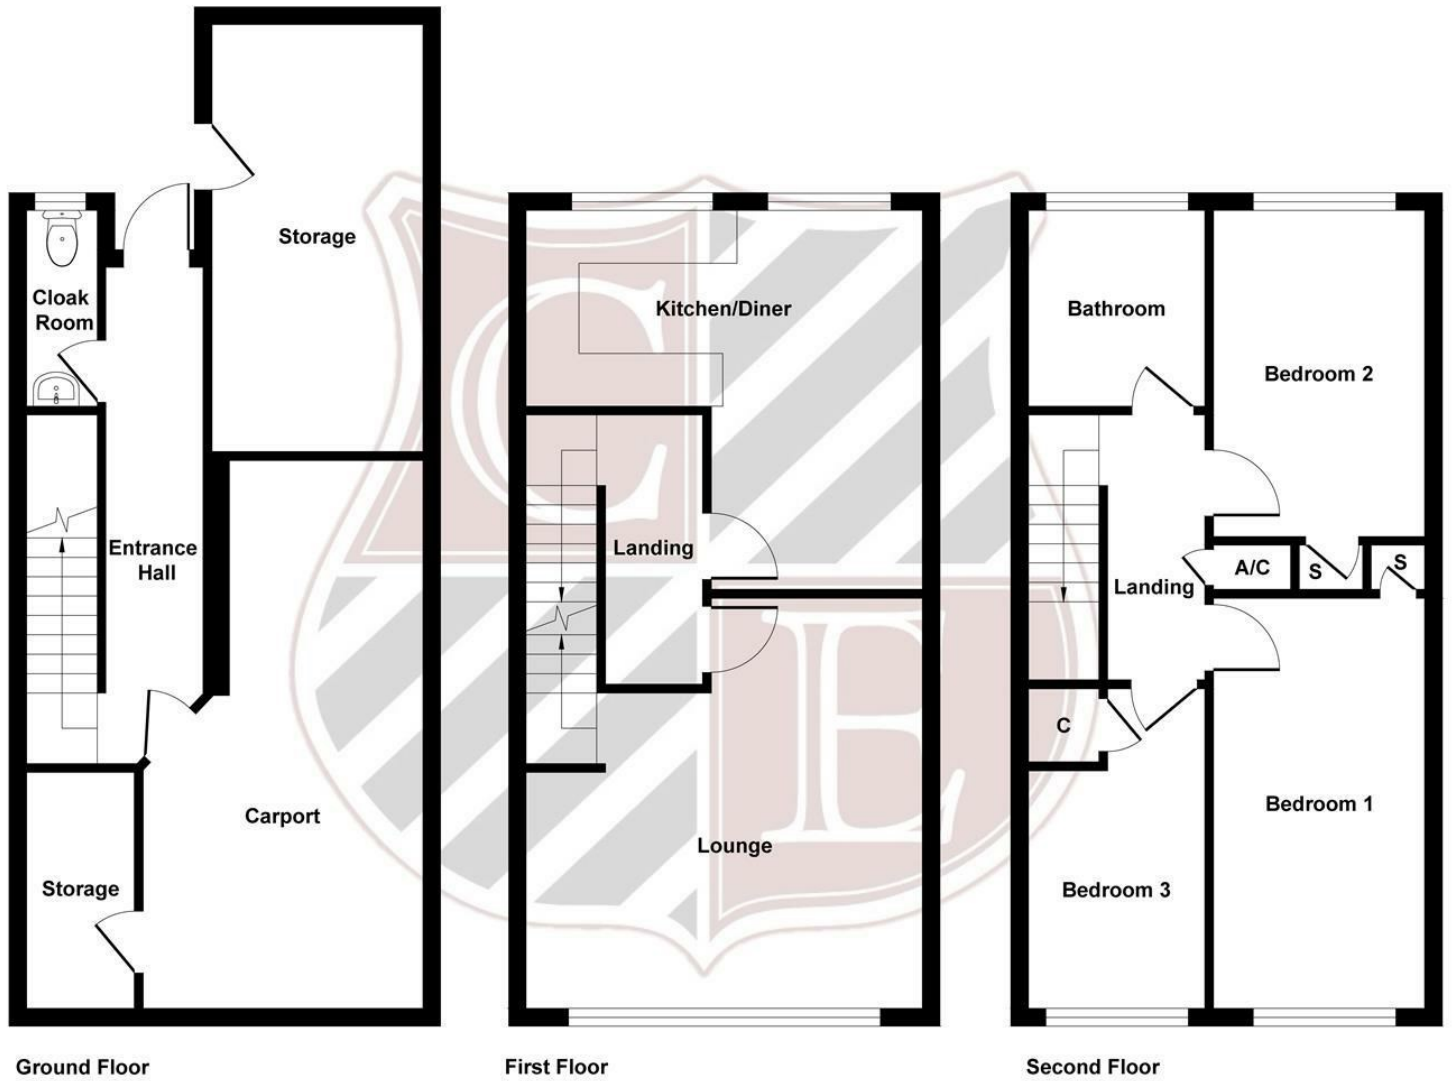 Storage
Cloak
Room
Entrance
Hall
Carport
Storage
Ground Floor
Kitchen/Diner
Landing
Lounge
First Floor
Bathroom
Bedroom 2
A/C
S
S
Landing
C
Bedroom 1
Bedroom 3
Second Floor
C
E